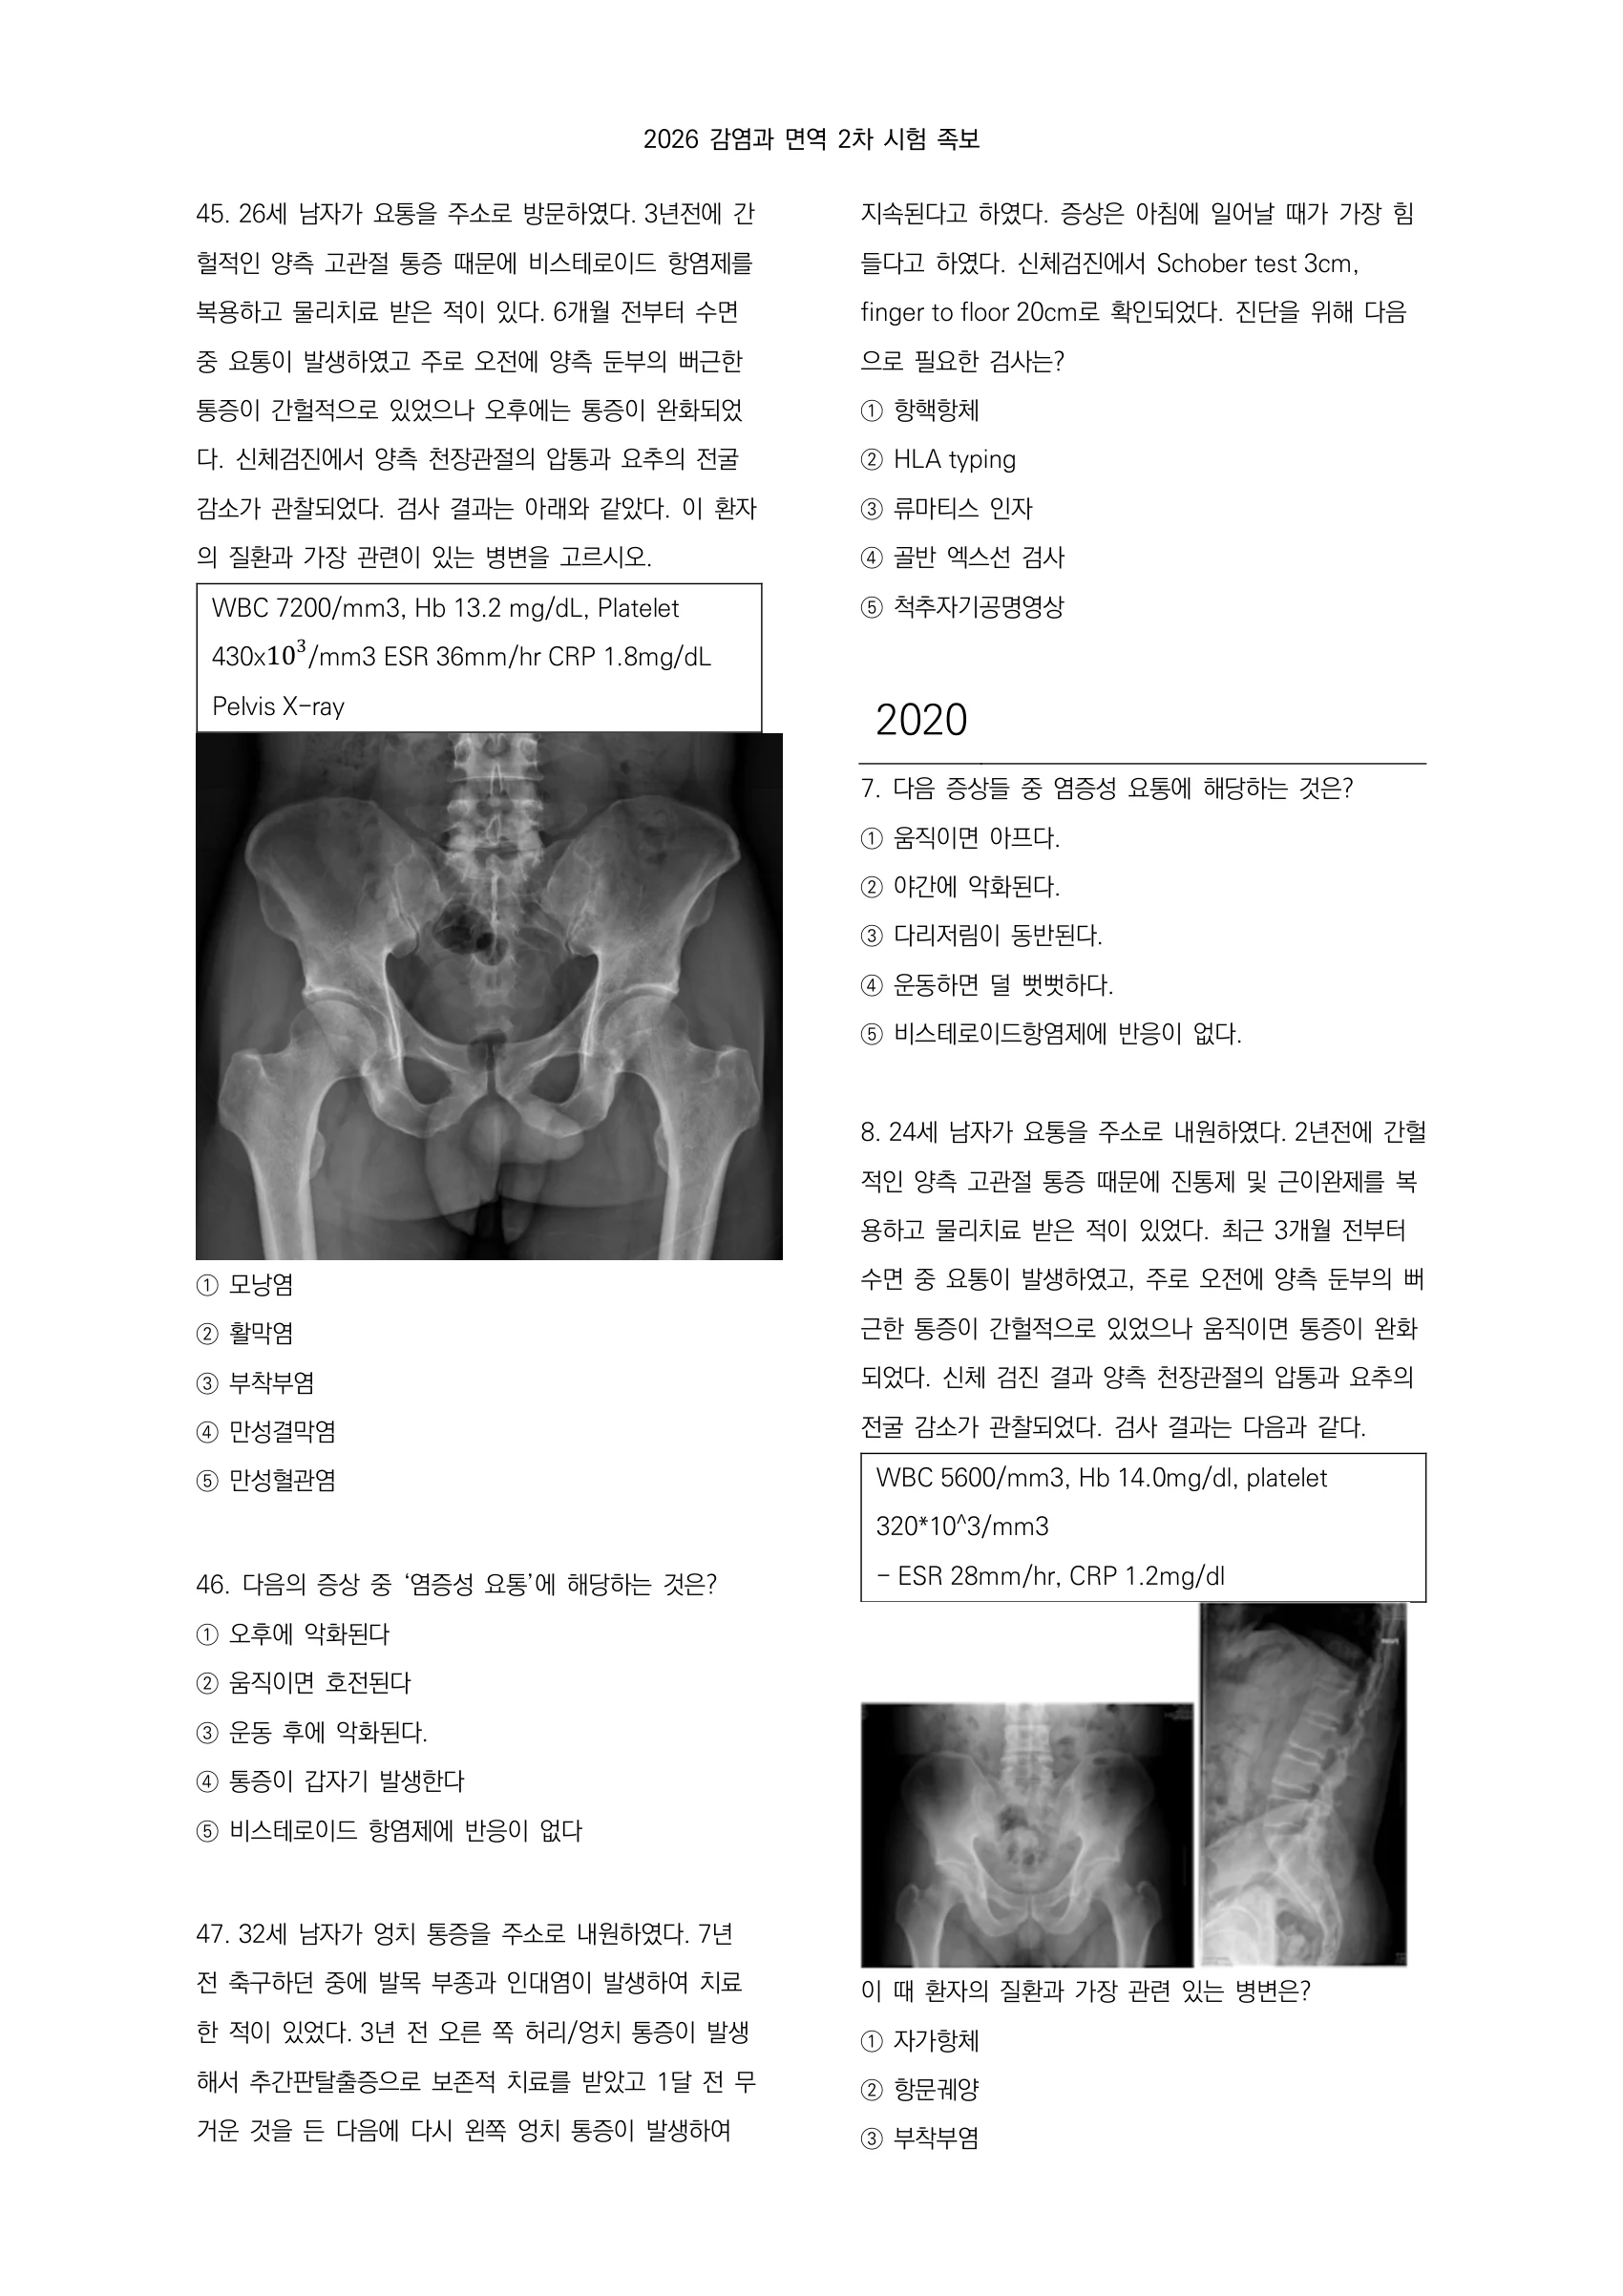 2026 감염과 면역 2차 시험 족보
45. 26세 남자가 요통을 주소로 방문하였다. 3년전에 간
헐적인 양측 고관절 통증 때문에 비스테로이드 항염제를
복용하고 물리치료 받은 적이 있다. 6개월 전부터 수면
중 요통이 발생하였고 주로 오전에 양측 둔부의 뻐근한
통증이 간헐적으로 있었으나 오후에는 통증이 완화되었
다. 신체검진에서 양측 천장관절의 압통과 요추의 전굴
감소가 관찰되었다. 검사 결과는 아래와 같았다. 이 환자
의 질환과 가장 관련이 있는 병변을 고르시오.
WBC 7200/mm3, Hb 13.2 mg/dL, Platelet
430x10³/mm3 ESR 36mm/hr CRP 1.8mg/dL
Pelvis X-ray
① 모낭염
② 활막염
③ 부착부염
④ 만성결막염
⑤ 만성혈관염
46. 다음의 증상 중 ‘염증성 요통’에 해당하는 것은?
① 오후에 악화된다
② 움직이면 호전된다
③ 운동 후에 악화된다.
④ 통증이 갑자기 발생한다
⑤ 비스테로이드 항염제에 반응이 없다
47. 32세 남자가 엉치 통증을 주소로 내원하였다. 7년
전 축구하던 중에 발목 부종과 인대염이 발생하여 치료
한 적이 있었다. 3년 전 오른 쪽 허리/엉치 통증이 발생
해서 추간판탈출증으로 보존적 치료를 받았고 1달 전 무
거운 것을 든 다음에 다시 왼쪽 엉치 통증이 발생하여
지속된다고 하였다. 증상은 아침에 일어날 때가 가장 힘
들다고 하였다. 신체검진에서 Schober test 3cm,
finger to floor 20cm로 확인되었다. 진단을 위해 다음
으로 필요한 검사는?
① 항핵항체
② HLA typing
③ 류마티스 인자
④ 골반 엑스선 검사
⑤ 척추자기공명영상
2020
7. 다음 증상들 중 염증성 요통에 해당하는 것은?
① 움직이면 아프다.
② 야간에 악화된다.
③ 다리저림이 동반된다.
④ 운동하면 덜 뻣뻣하다.
⑤ 비스테로이드항염제에 반응이 없다.
8. 24세 남자가 요통을 주소로 내원하였다. 2년전에 간헐
적인 양측 고관절 통증 때문에 진통제 및 근이완제를 복
용하고 물리치료 받은 적이 있었다. 최근 3개월 전부터
수면 중 요통이 발생하였고, 주로 오전에 양측 둔부의 뻐
근한 통증이 간헐적으로 있었으나 움직이면 통증이 완화
되었다. 신체 검진 결과 양측 천장관절의 압통과 요추의
전굴 감소가 관찰되었다. 검사 결과는 다음과 같다.
WBC 5600/mm3, Hb 14.0mg/dl, platelet
320*10^3/mm3
- ESR 28mm/hr, CRP 1.2mg/dl
이 때 환자의 질환과 가장 관련 있는 병변은?
① 자가항체
② 항문궤양
③ 부착부염